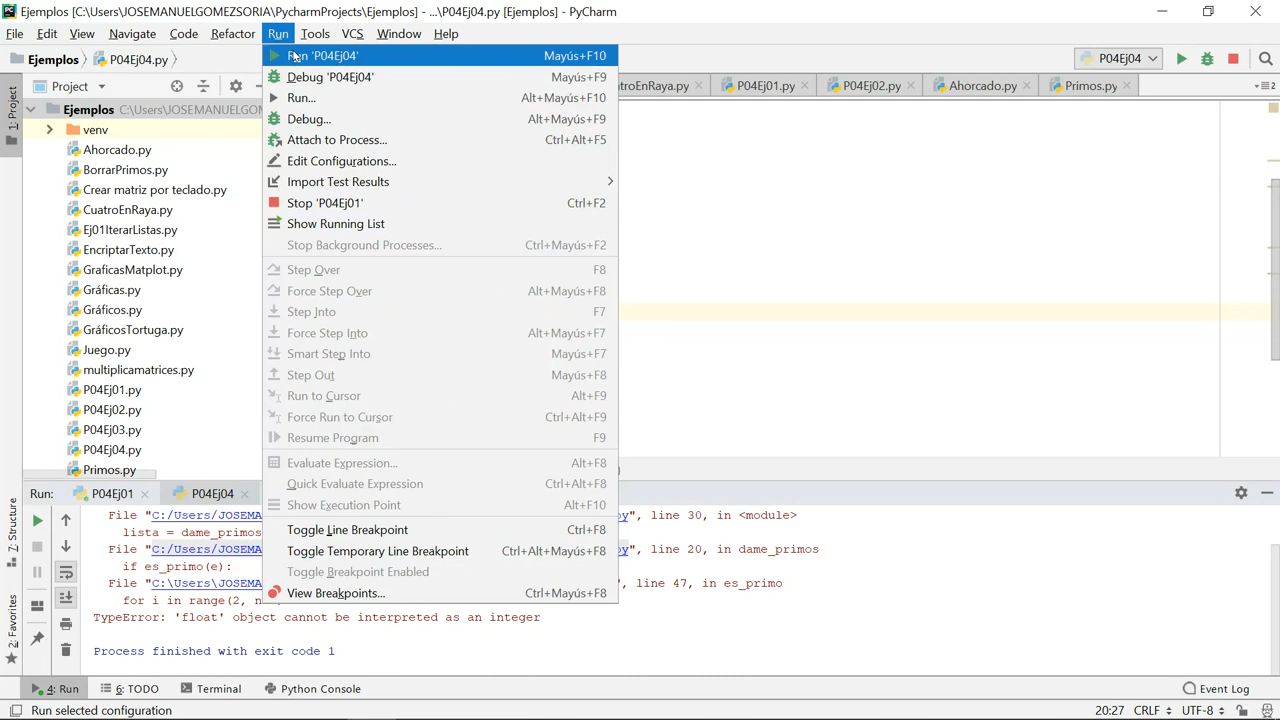 Ejemplos [C:\Users\JOSEMANUELGOMEZSORIA\PycharmProjects\Ejemplos] - ...\P04Ej04.py [Ejemplos] - PyCharm
File Edit View Navigate Code Refactor Run Tools VCS Window Help
Ejemplos P04Ej04.py P04Ej04
Project troEnRaya.py P04Ej01.py P04Ej02.py Ahorcado.py Primos.py
1: Project
Ejemplos C:\Users\JOSEMANUELGO
venv
Ahorcado.py
BorrarPrimos.py
Crear matriz por teclado.py
CuatroEnRaya.py
Ej01IterarListas.py
EncriptarTexto.py
GraficasMatplot.py
Gráficas.py
Gráficos.py
GráficosTortuga.py
Juego.py
multiplicamatrices.py
P04Ej01.py
P04Ej02.py
P04Ej03.py
P04Ej04.py
Primos.py
Run 'P04Ej04' Mayús+F10
Debug 'P04Ej04' Mayús+F9
Run... Alt+Mayús+F10
Debug... Alt+Mayús+F9
Attach to Process... Ctrl+Alt+F5
Edit Configurations...
Import Test Results
Stop 'P04Ej01' Ctrl+F2
Show Running List
Stop Background Processes... Ctrl+Mayús+F2
Step Over F8
Force Step Over Alt+Mayús+F8
Step Into F7
Force Step Into Alt+Mayús+F7
Smart Step Into Mayús+F7
Step Out Mayús+F8
Run to Cursor Alt+F9
Force Run to Cursor Ctrl+Alt+F9
Resume Program F9
Evaluate Expression... Alt+F8
Quick Evaluate Expression Ctrl+Alt+F8
Show Execution Point Alt+F10
Toggle Line Breakpoint Ctrl+F8
Toggle Temporary Line Breakpoint Ctrl+Alt+Mayús+F8
Toggle Breakpoint Enabled
View Breakpoints... Ctrl+Mayús+F8
Run: P04Ej01 P04Ej04
7: Structure
2: Favorites
File "C:/Users/JOSEMA y", line 30, in <module>
lista = dame_primos
File "C:/Users/JOSEMA y", line 20, in dame_primos
if es_primo(e):
File "C:\Users\JOSEMA ", line 47, in es_primo
for i in range(2, n
TypeError: 'float' object cannot be interpreted as an integer
Process finished with exit code 1
4: Run 6: TODO Terminal Python Console Event Log
Run selected configuration 20:27 CRLF UTF-8